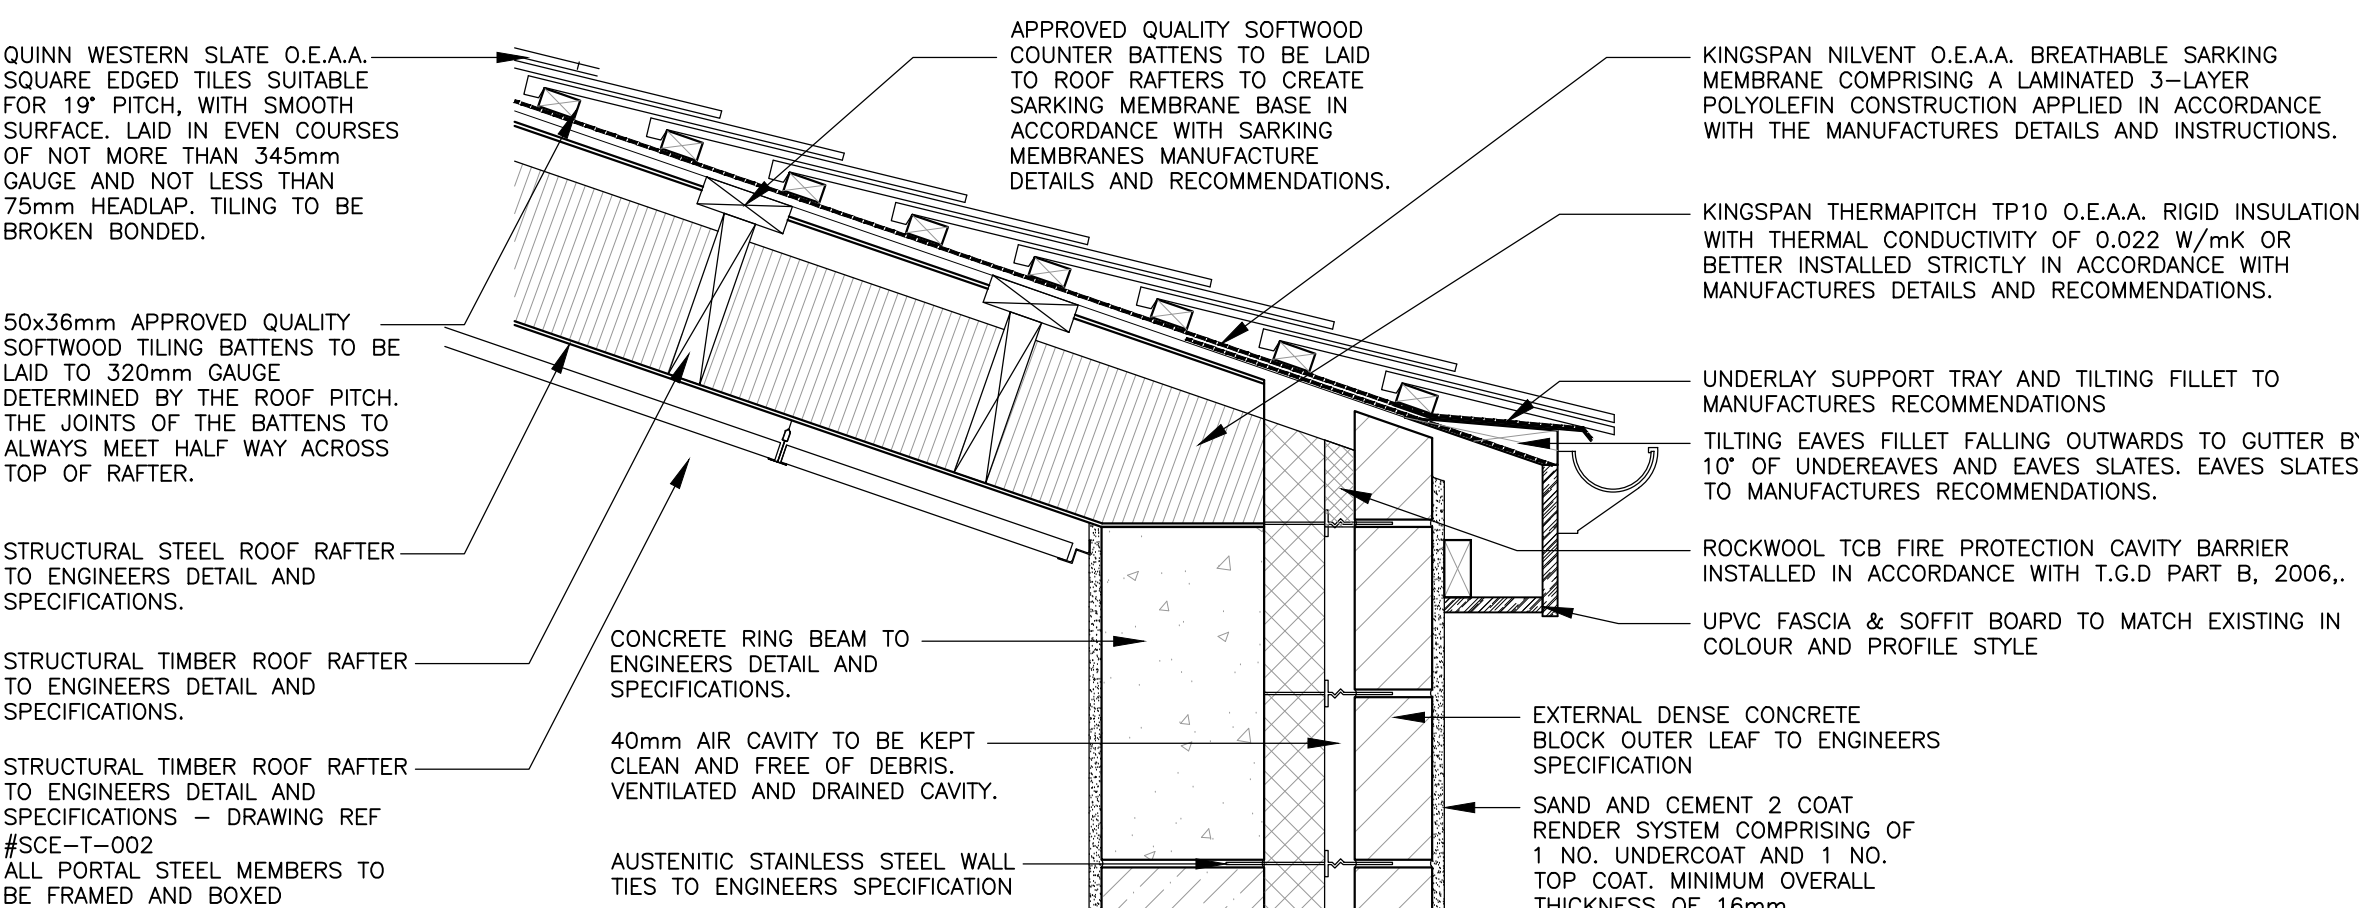 QUINN WESTERN SLATE O.E.A.A.
SQUARE EDGED TILES SUITABLE
FOR 19° PITCH, WITH SMOOTH
SURFACE. LAID IN EVEN COURSES
OF NOT MORE THAN 345mm
GAUGE AND NOT LESS THAN
75mm HEADLAP. TILING TO BE
BROKEN BONDED.
50x36mm APPROVED QUALITY
SOFTWOOD TILING BATTENS TO BE
LAID TO 320mm GAUGE
DETERMINED BY THE ROOF PITCH.
THE JOINTS OF THE BATTENS TO
ALWAYS MEET HALF WAY ACROSS
TOP OF RAFTER.
STRUCTURAL STEEL ROOF RAFTER
TO ENGINEERS DETAIL AND
SPECIFICATIONS.
STRUCTURAL TIMBER ROOF RAFTER
TO ENGINEERS DETAIL AND
SPECIFICATIONS.
STRUCTURAL TIMBER ROOF RAFTER
TO ENGINEERS DETAIL AND
SPECIFICATIONS – DRAWING REF
#SCE–T–002
ALL PORTAL STEEL MEMBERS TO
BE FRAMED AND BOXED
APPROVED QUALITY SOFTWOOD
COUNTER BATTENS TO BE LAID
TO ROOF RAFTERS TO CREATE
SARKING MEMBRANE BASE IN
ACCORDANCE WITH SARKING
MEMBRANES MANUFACTURE
DETAILS AND RECOMMENDATIONS.
CONCRETE RING BEAM TO
ENGINEERS DETAIL AND
SPECIFICATIONS.
40mm AIR CAVITY TO BE KEPT
CLEAN AND FREE OF DEBRIS.
VENTILATED AND DRAINED CAVITY.
AUSTENITIC STAINLESS STEEL WALL
TIES TO ENGINEERS SPECIFICATION
KINGSPAN NILVENT O.E.A.A. BREATHABLE SARKING
MEMBRANE COMPRISING A LAMINATED 3–LAYER
POLYOLEFIN CONSTRUCTION APPLIED IN ACCORDANCE
WITH THE MANUFACTURES DETAILS AND INSTRUCTIONS.
KINGSPAN THERMAPITCH TP10 O.E.A.A. RIGID INSULATION
WITH THERMAL CONDUCTIVITY OF 0.022 W/mK OR
BETTER INSTALLED STRICTLY IN ACCORDANCE WITH
MANUFACTURES DETAILS AND RECOMMENDATIONS.
UNDERLAY SUPPORT TRAY AND TILTING FILLET TO
MANUFACTURES RECOMMENDATIONS
TILTING EAVES FILLET FALLING OUTWARDS TO GUTTER BY
10° OF UNDEREAVES AND EAVES SLATES. EAVES SLATES
TO MANUFACTURES RECOMMENDATIONS.
ROCKWOOL TCB FIRE PROTECTION CAVITY BARRIER
INSTALLED IN ACCORDANCE WITH T.G.D PART B, 2006,.
UPVC FASCIA & SOFFIT BOARD TO MATCH EXISTING IN
COLOUR AND PROFILE STYLE
EXTERNAL DENSE CONCRETE
BLOCK OUTER LEAF TO ENGINEERS
SPECIFICATION
SAND AND CEMENT 2 COAT
RENDER SYSTEM COMPRISING OF
1 NO. UNDERCOAT AND 1 NO.
TOP COAT. MINIMUM OVERALL
THICKNESS OF 16mm